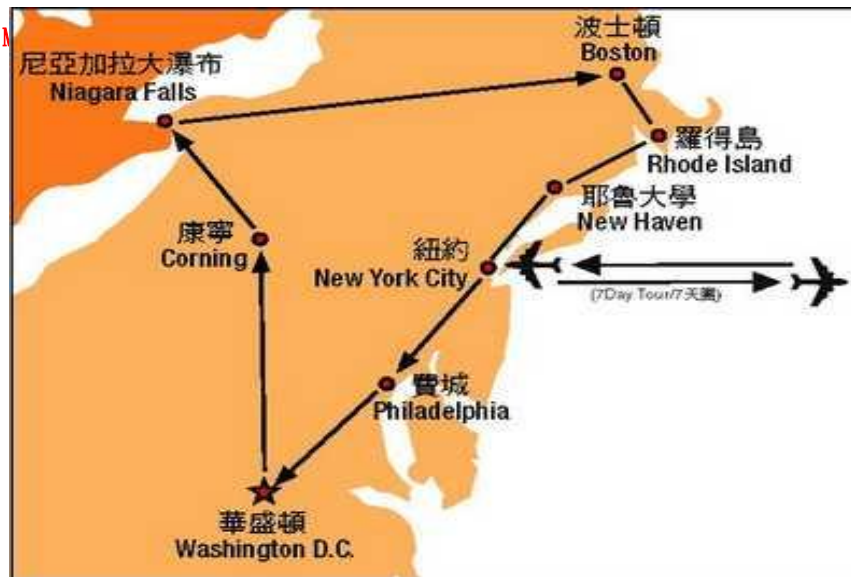 M
波士頓
Boston
尼亞加拉大瀑布
Niagara Falls
羅得島
Rhode Island
耶魯大學
New Haven
康寧
Corning
紐約
New York City
(7Day Tour/7天團)
費城
Philadelphia
華盛頓
Washington D.C.